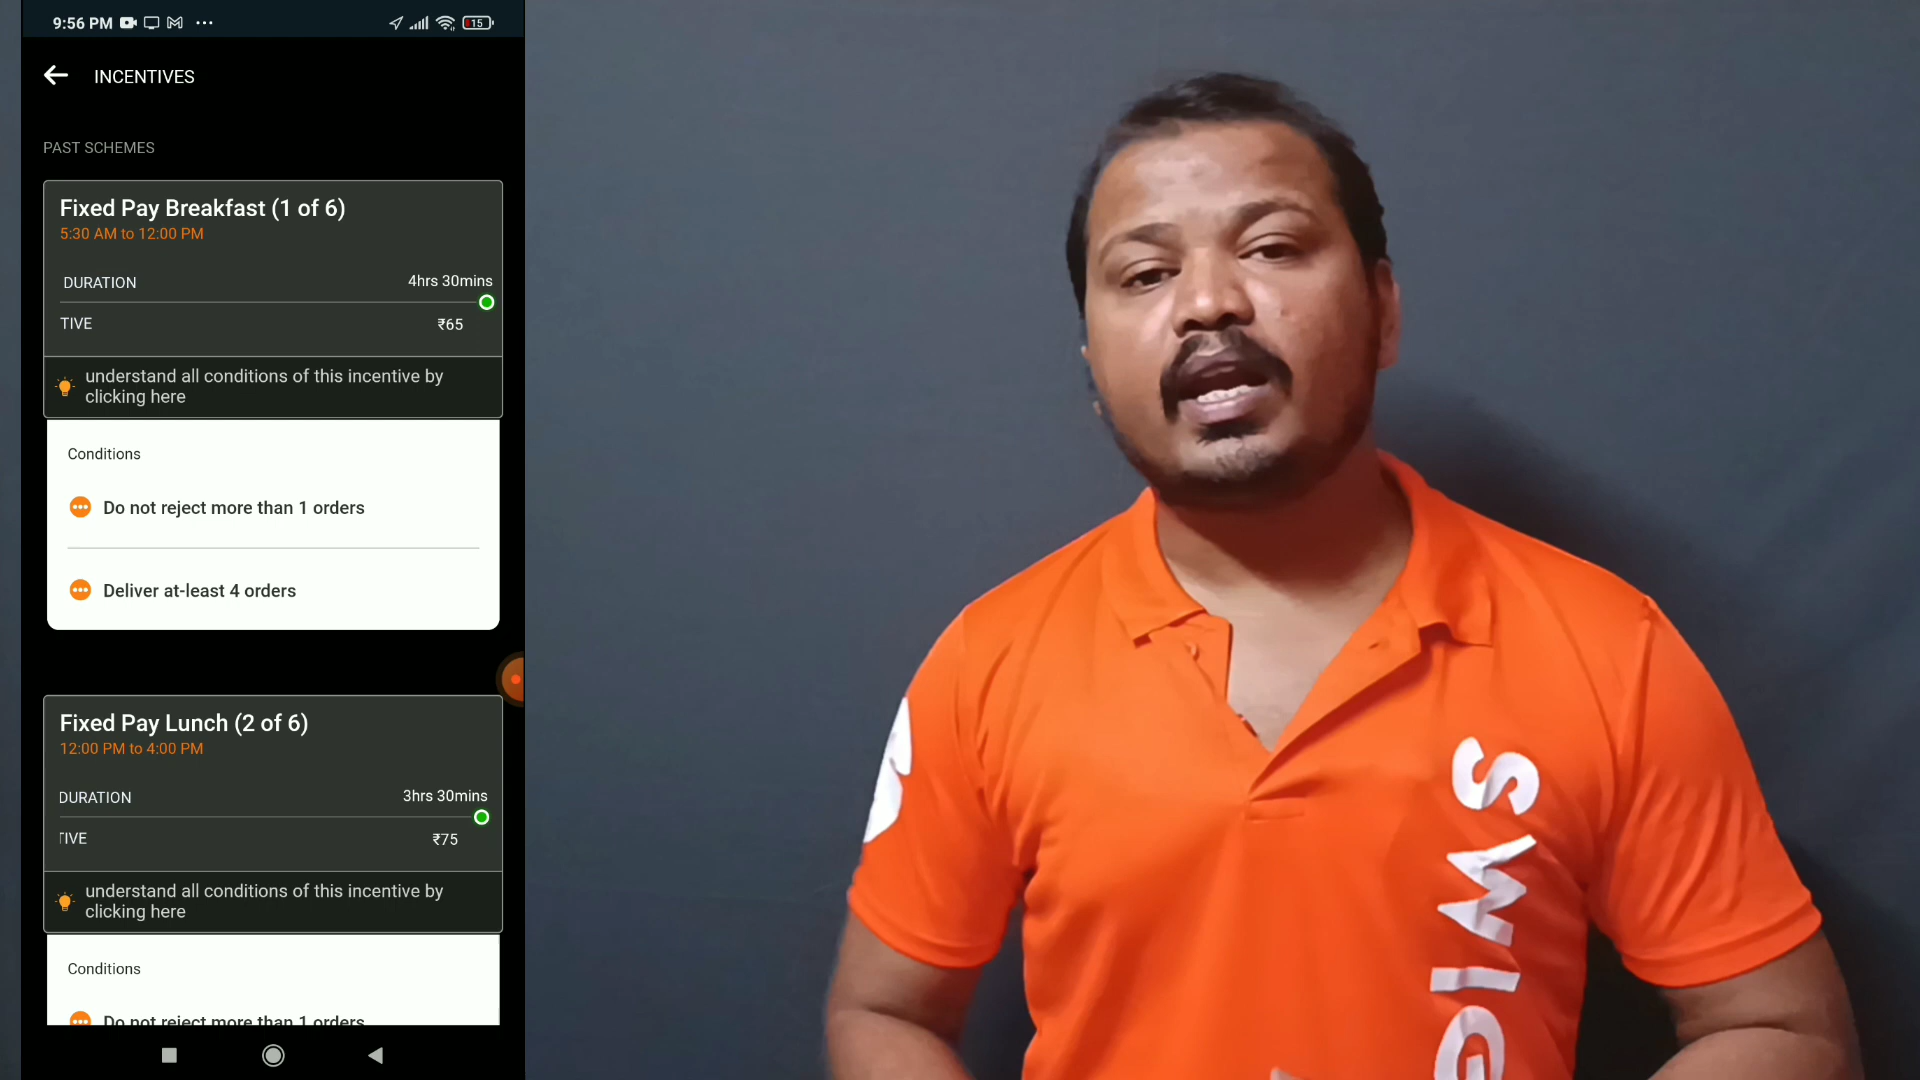 9:56 PM
15
INCENTIVES
PAST SCHEMES
Fixed Pay Breakfast (1 of 6)
5:30 AM to 12:00 PM
DURATION 4hrs 30mins
TIVE ₹65
understand all conditions of this incentive by
clicking here
Conditions
Do not reject more than 1 orders
Deliver at-least 4 orders
Fixed Pay Lunch (2 of 6)
12:00 PM to 4:00 PM
DURATION 3hrs 30mins
TIVE ₹75
understand all conditions of this incentive by
clicking here
Conditions
Do not reject more than 1 orders
SWIG